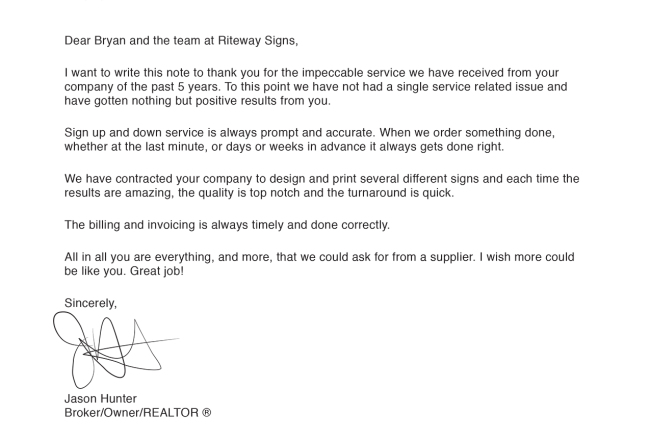 Dear Bryan and the team at Riteway Signs,
I want to write this note to thank you for the impeccable service we have received from your
company of the past 5 years. To this point we have not had a single service related issue and
have gotten nothing but positive results from you.
Sign up and down service is always prompt and accurate. When we order something done,
whether at the last minute, or days or weeks in advance it always gets done right.
We have contracted your company to design and print several different signs and each time the
results are amazing, the quality is top notch and the turnaround is quick.
The billing and invoicing is always timely and done correctly.
All in all you are everything, and more, that we could ask for from a supplier. I wish more could
be like you. Great job!
Sincerely,
Jason Hunter
Broker/Owner/REALTOR ®